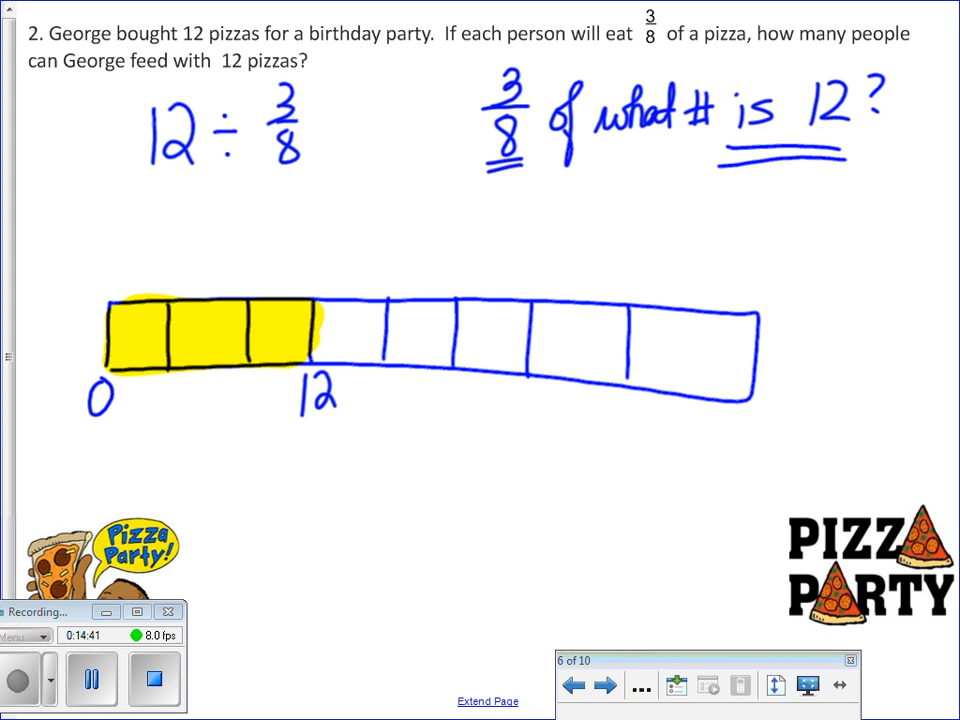 2. George bought 12 pizzas for a birthday party. If each person will eat 3/8 of a pizza, how many people
can George feed with 12 pizzas?
12 ÷ 3/8
3/8 of what # is 12?
0 12
Pizza
Party!
PIZZA
PARTY
Recording...
Menu
0:14:41
8.0 fps
6 of 10
...
Extend Page